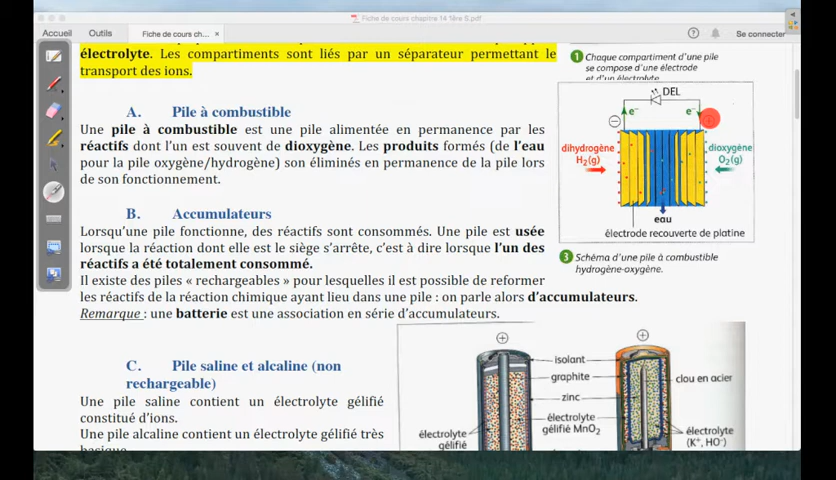 Fiche de cours chapitre 14 1ère S.pdf
Accueil
Outils
Fiche de cours ch... ×
?
Se connecter
électrolyte. Les compartiments sont liés par un séparateur permettant le
transport des ions.
1 Chaque compartiment d'une pile
se compose d'une électrode
et d'un électrolyte
A. Pile à combustible
Une pile à combustible est une pile alimentée en permanence par les
réactifs dont l'un est souvent de dioxygène. Les produits formés (de l'eau
pour la pile oxygène/hydrogène) son éliminés en permanence de la pile lors
de son fonctionnement.
DEL
e⁻
e⁻
−
dihydrogène
H₂(g)
dioxygène
O₂(g)
eau
électrode recouverte de platine
3 Schéma d'une pile à combustible
hydrogène-oxygène.
B. Accumulateurs
Lorsqu'une pile fonctionne, des réactifs sont consommés. Une pile est usée
lorsque la réaction dont elle est le siège s'arrête, c'est à dire lorsque l'un des
réactifs a été totalement consommé.
Il existe des piles « rechargeables » pour lesquelles il est possible de reformer
les réactifs de la réaction chimique ayant lieu dans une pile : on parle alors d'accumulateurs.
Remarque : une batterie est une association en série d'accumulateurs.
C. Pile saline et alcaline (non
rechargeable)
Une pile saline contient un électrolyte gélifié
constitué d'ions.
Une pile alcaline contient un électrolyte gélifié très
+
+
isolant
graphite
zinc
électrolyte
gélifié MnO₂
électrolyte
gélifié
clou en acier
électrolyte
(K⁺, HO⁻)